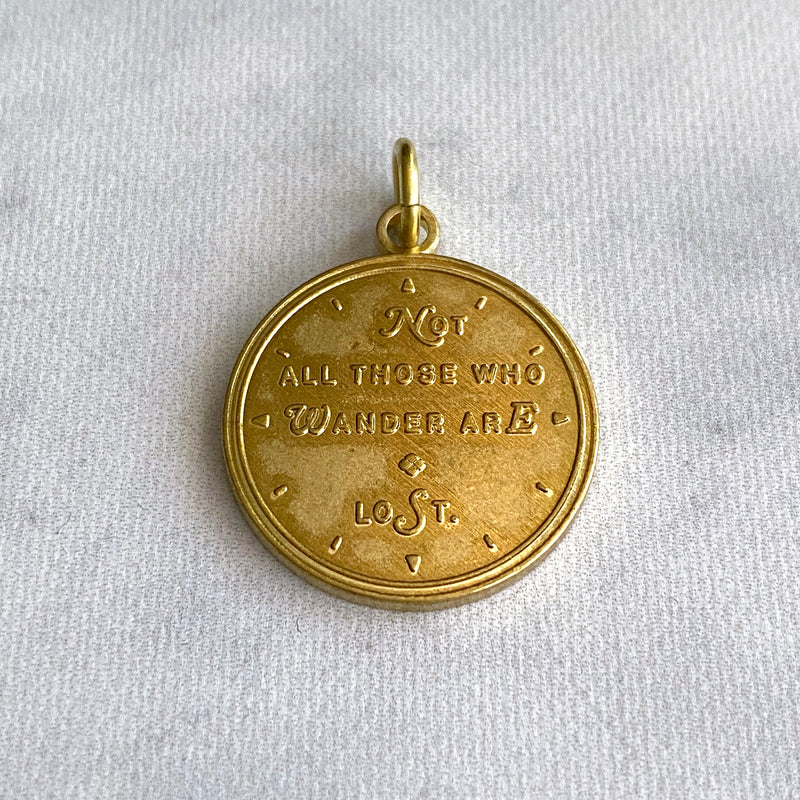 Not
ALL THOSE WHO
WANDER ARE
LOST.